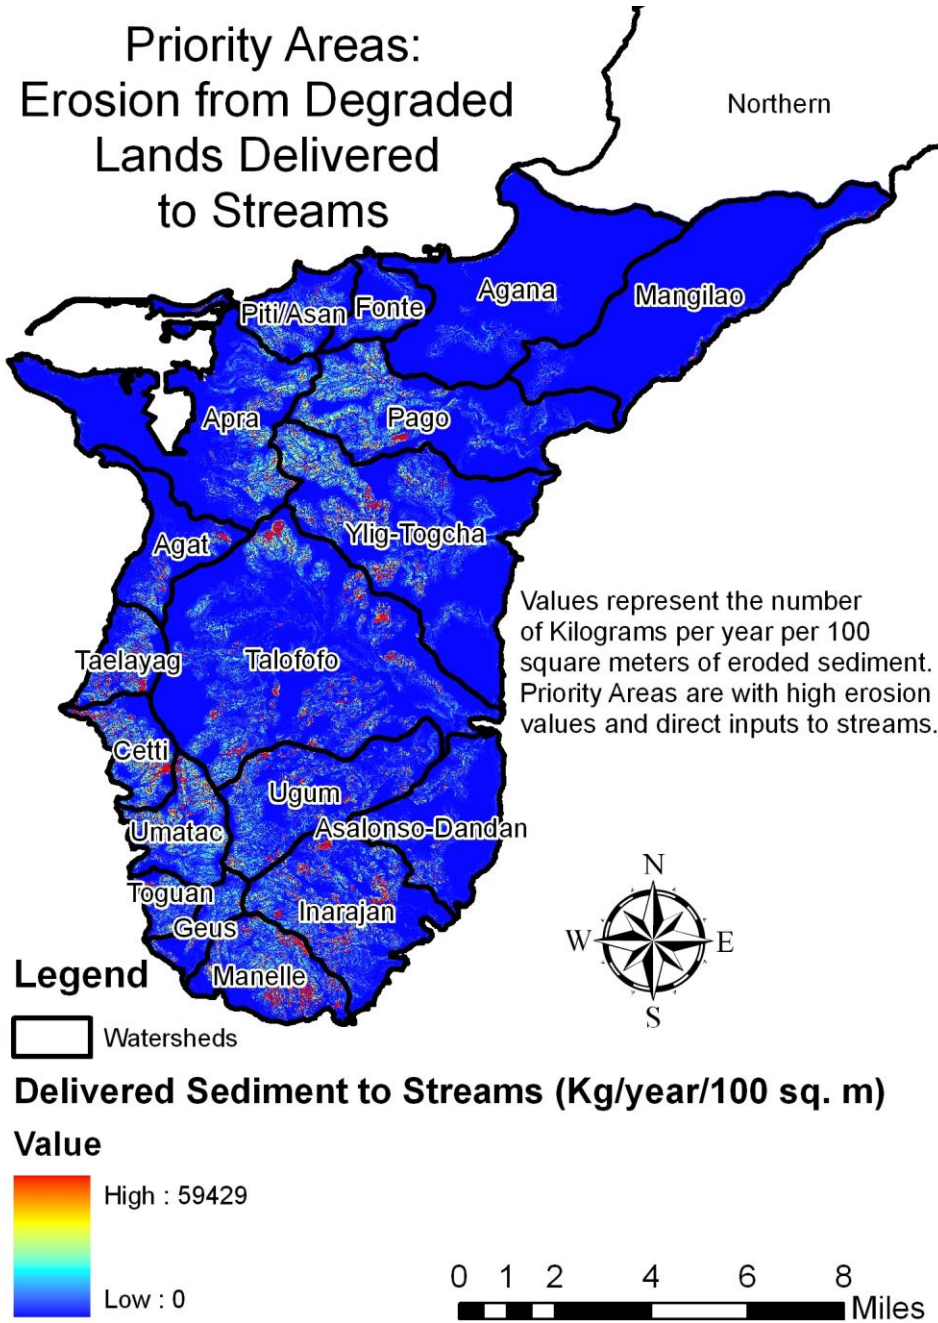 Priority Areas:
Erosion from Degraded
Lands Delivered
to Streams
Northern
Agana
Mangilao
Piti/Asan
Fonte
Apra
Pago
Ylig-Togcha
Agat
Values represent the number
of Kilograms per year per 100
square meters of eroded sediment.
Priority Areas are with high erosion
values and direct inputs to streams.
Taelayag
Talofofo
Cetti
Ugum
Umatac
Asalonso-Dandan
Toguan
Inarajan
Geus
Manelle
N
W
E
S
Legend
Watersheds
Delivered Sediment to Streams (Kg/year/100 sq. m)
Value
High : 59429
Low : 0
0 1 2 4 6 8
Miles